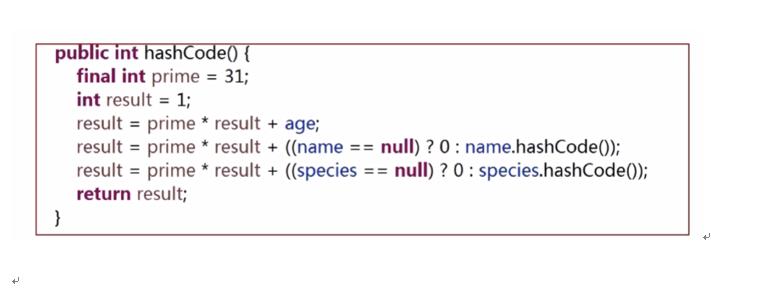 public int hashCode() {
final int prime = 31;
int result = 1;
result = prime * result + age;
result = prime * result + ((name == null) ? 0 : name.hashCode());
result = prime * result + ((species == null) ? 0 : species.hashCode());
return result;
}